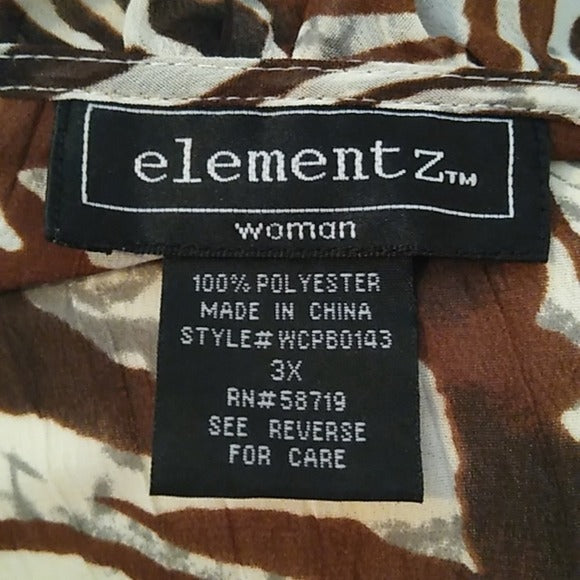 elementz™
woman
100% POLYESTER
MADE IN CHINA
STYLE# WCPB0143
3X
RN#58719
SEE REVERSE
FOR CARE